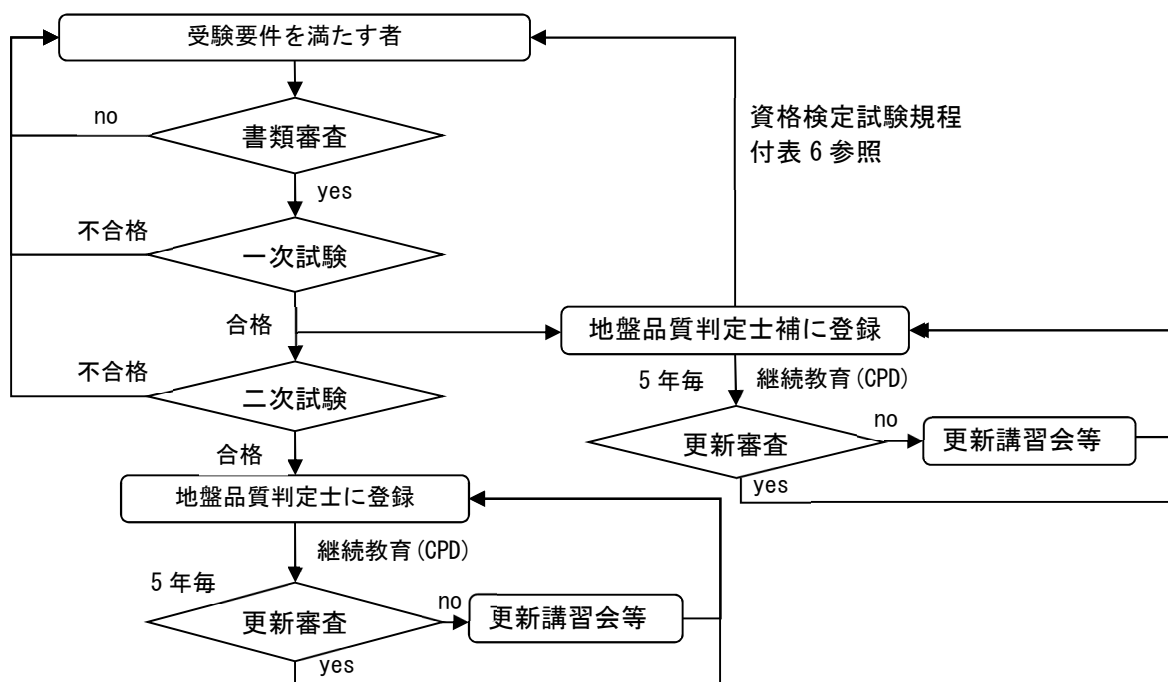 受験要件を満たす者
no
書類審査
資格検定試験規程
付表 6 参照
yes
不合格
一次試験
合格
地盤品質判定士補に登録
不合格
二次試験
5 年毎
継続教育(CPD)
更新審査
no
更新講習会等
yes
合格
地盤品質判定士に登録
継続教育(CPD)
5 年毎
更新審査
no
更新講習会等
yes